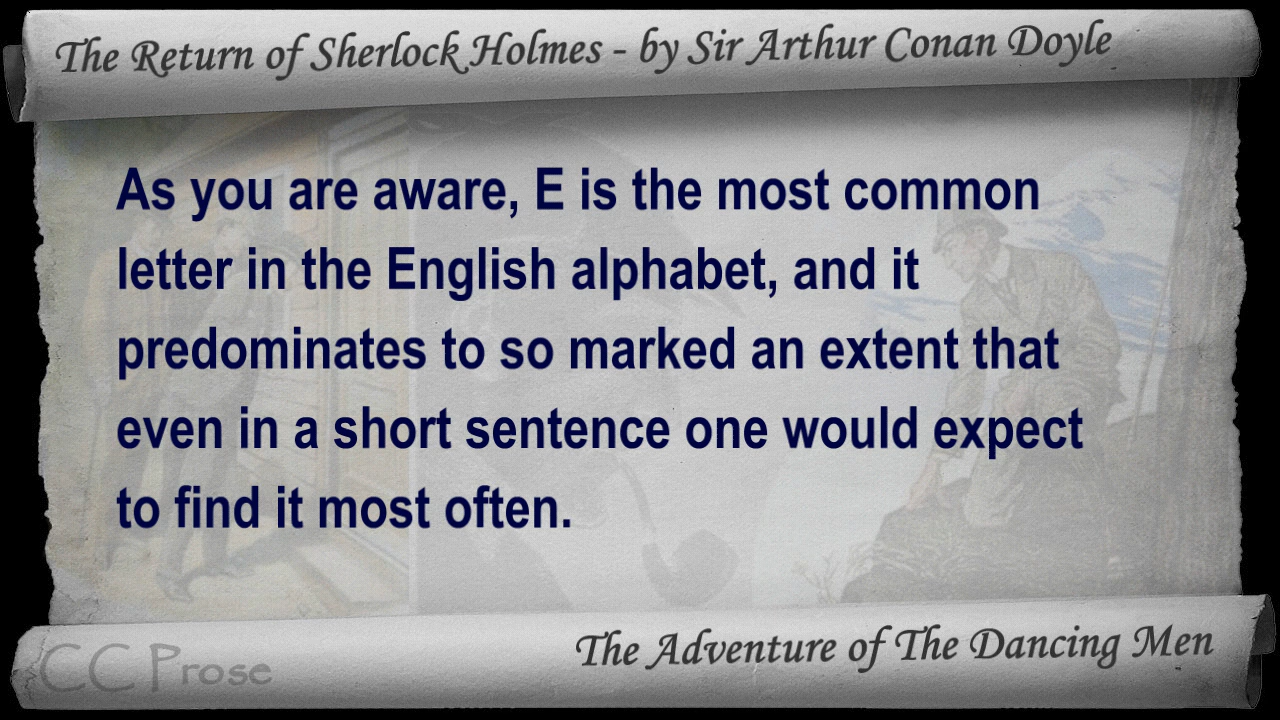 The Return of Sherlock Holmes - by Sir Arthur Conan Doyle
As you are aware, E is the most common
letter in the English alphabet, and it
predominates to so marked an extent that
even in a short sentence one would expect
to find it most often.
The Adventure of The Dancing Men
CC Prose